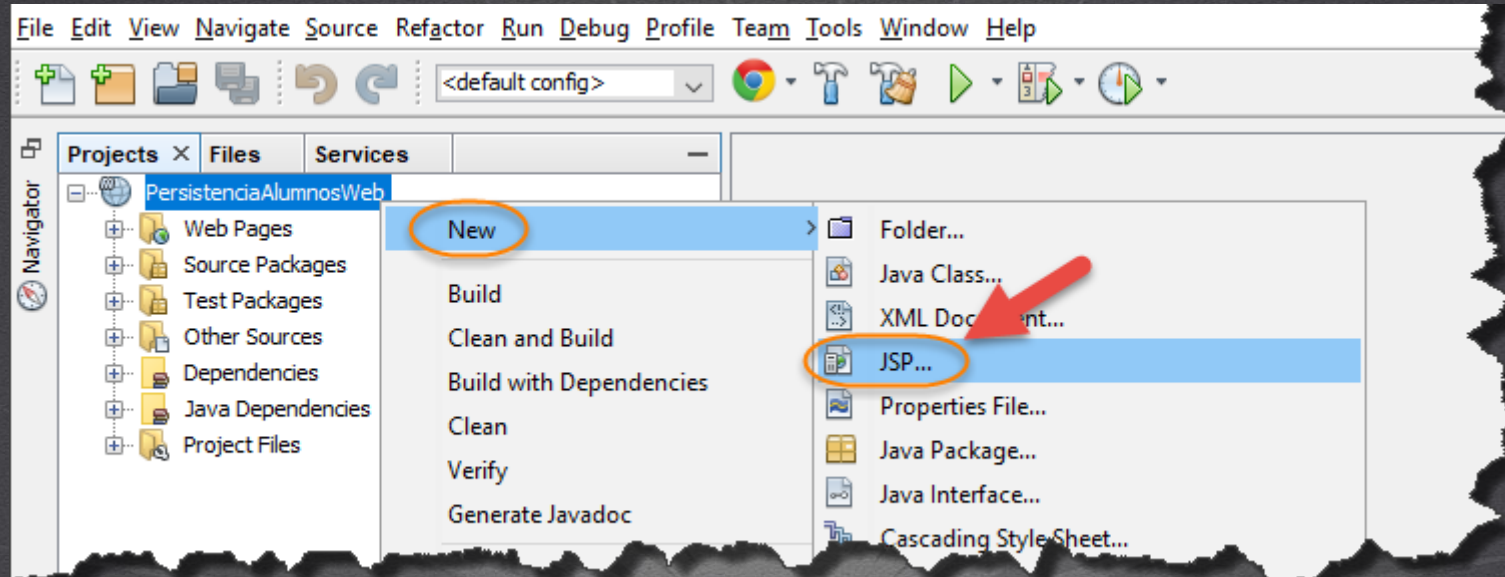 File Edit View Navigate Source Refactor Run Debug Profile Team Tools Window Help
<default config>
Projects Files Services
Navigator
PersistenciaAlumnosWeb
Web Pages
Source Packages
Test Packages
Other Sources
Dependencies
Java Dependencies
Project Files
New
Build
Clean and Build
Build with Dependencies
Clean
Verify
Generate Javadoc
Folder...
Java Class...
XML Document...
JSP...
Properties File...
Java Package...
Java Interface...
Cascading Style Sheet...